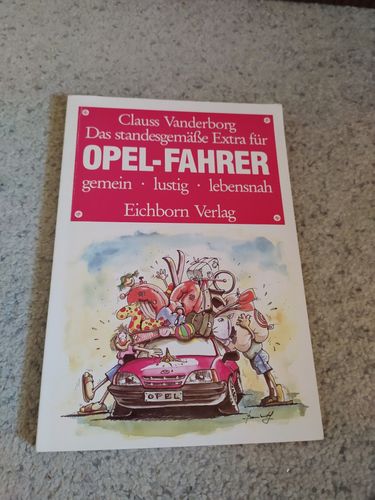 Clauss Vanderborg
Das standesgemäße Extra für
OPEL-FAHRER
gemein · lustig · lebensnah
Eichborn Verlag
OPEL